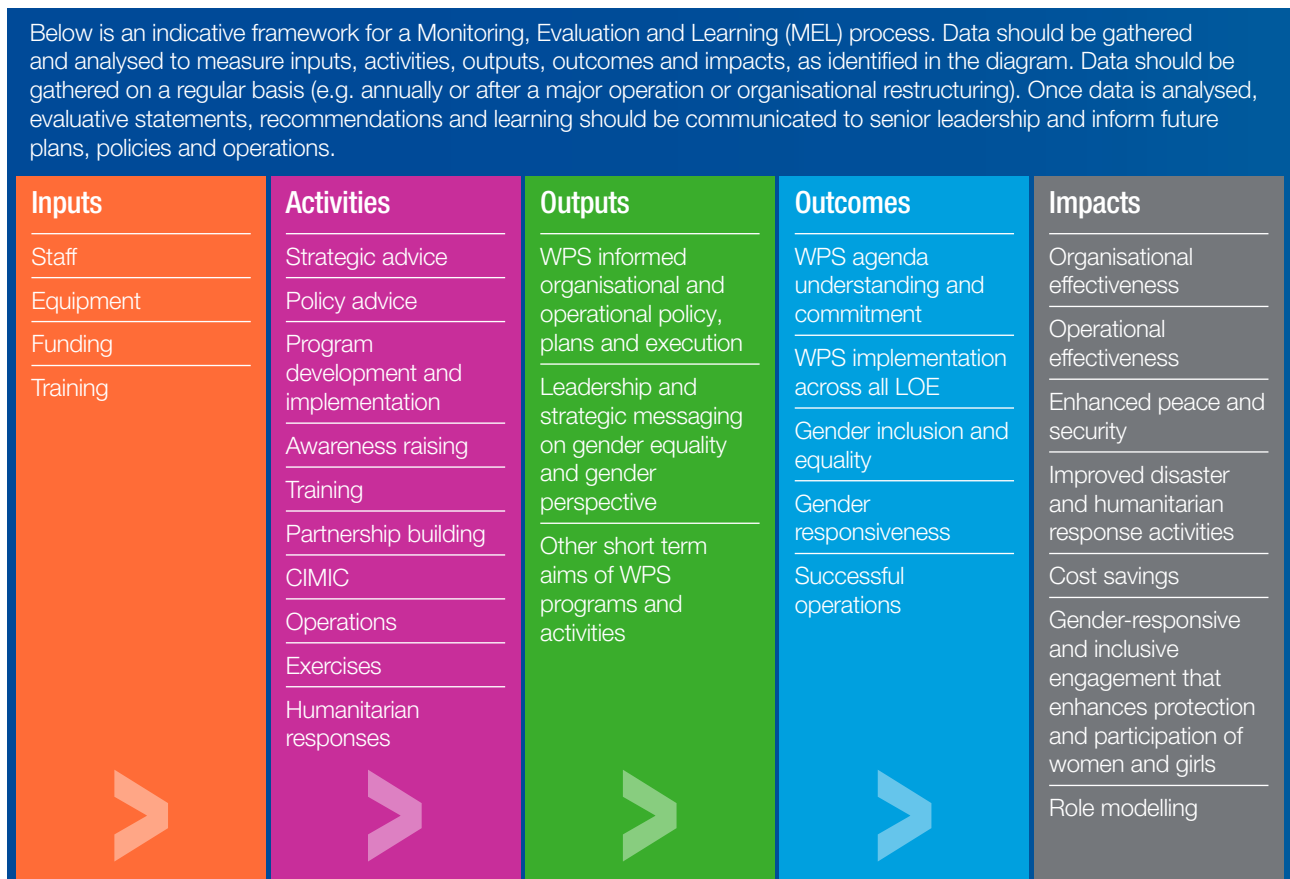 Below is an indicative framework for a Monitoring, Evaluation and Learning (MEL) process. Data should be gathered
and analysed to measure inputs, activities, outputs, outcomes and impacts, as identified in the diagram. Data should be
gathered on a regular basis (e.g. annually or after a major operation or organisational restructuring). Once data is analysed,
evaluative statements, recommendations and learning should be communicated to senior leadership and inform future
plans, policies and operations.
Inputs
Staff
Equipment
Funding
Training
Activities
Strategic advice
Policy advice
Program
development and
implementation
Awareness raising
Training
Partnership building
CIMIC
Operations
Exercises
Humanitarian
responses
Outputs
WPS informed
organisational and
operational policy,
plans and execution
Leadership and
strategic messaging
on gender equality
and gender
perspective
Other short term
aims of WPS
programs and
activities
Outcomes
WPS agenda
understanding and
commitment
WPS implementation
across all LOE
Gender inclusion and
equality
Gender
responsiveness
Successful
operations
Impacts
Organisational
effectiveness
Operational
effectiveness
Enhanced peace and
security
Improved disaster
and humanitarian
response activities
Cost savings
Gender-responsive
and inclusive
engagement that
enhances protection
and participation of
women and girls
Role modelling